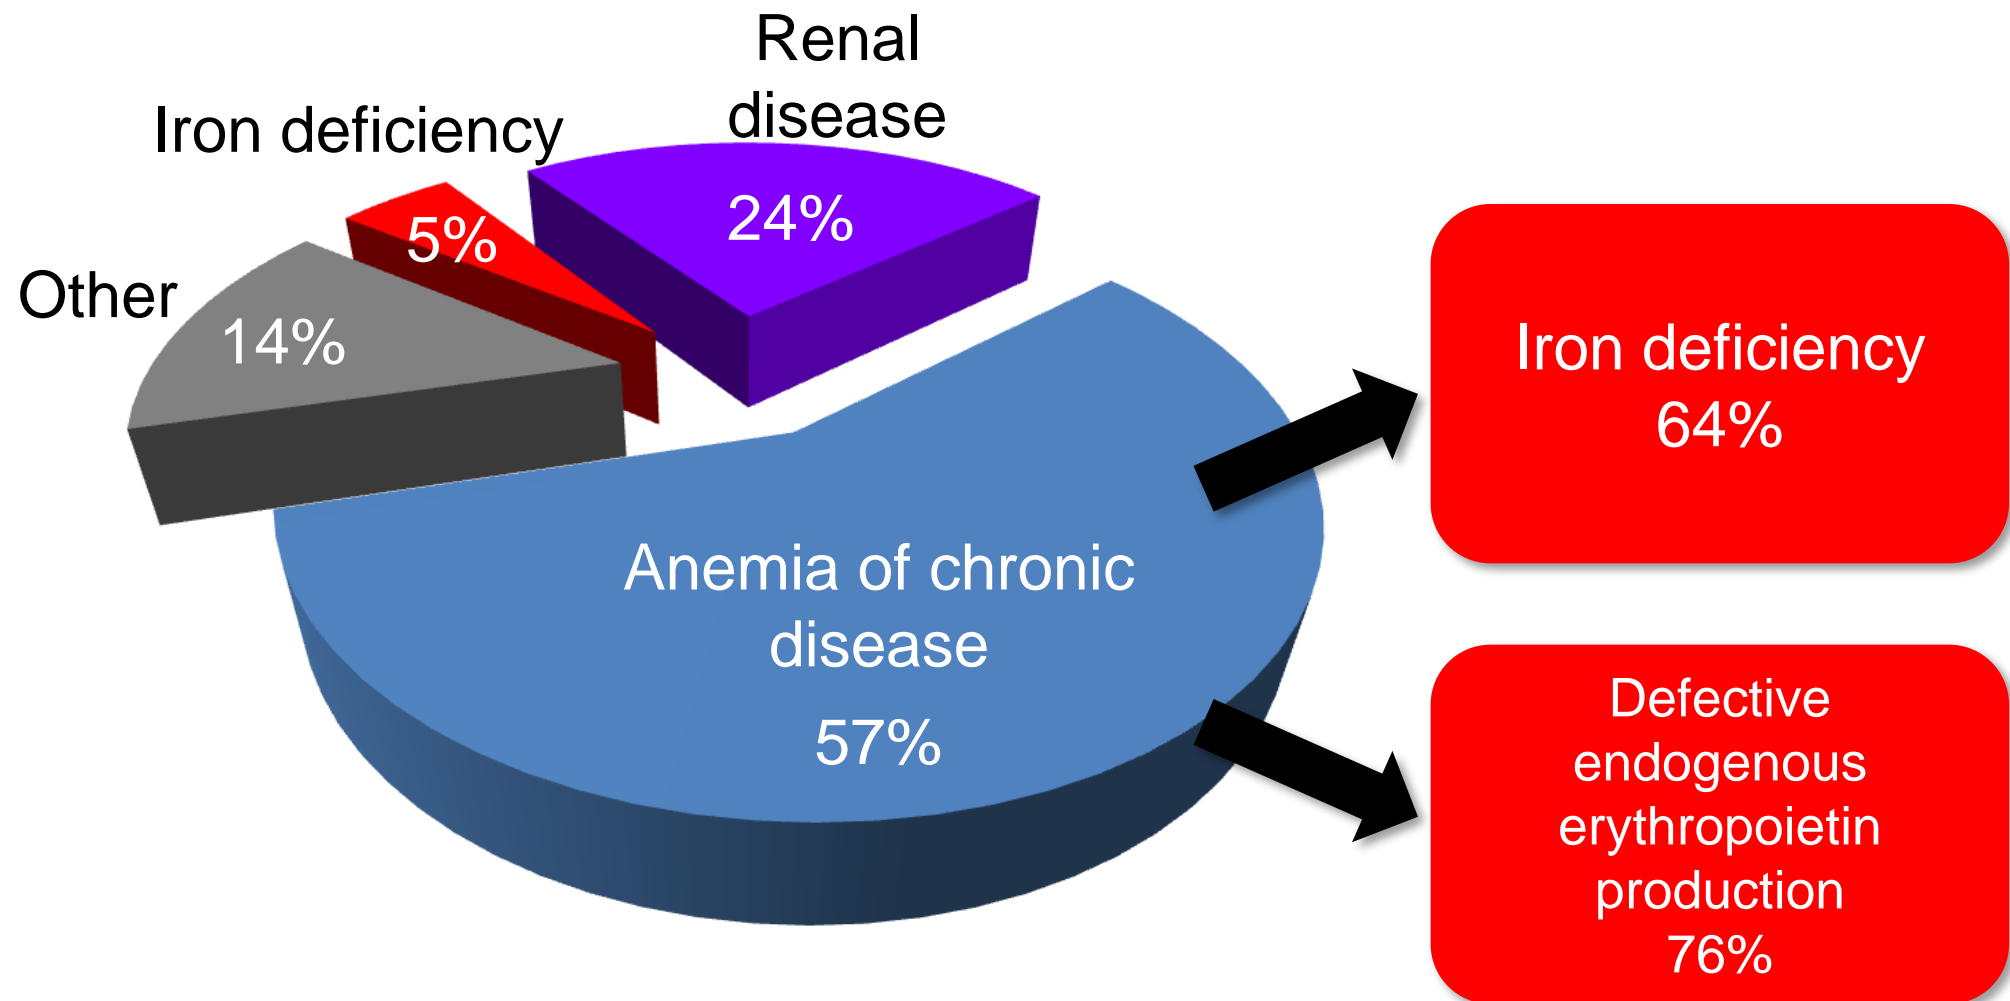 Renal
disease
24%
Iron deficiency
5%
Other
14%
Anemia of chronic
disease
57%
Iron deficiency
64%
Defective
endogenous
erythropoietin
production
76%